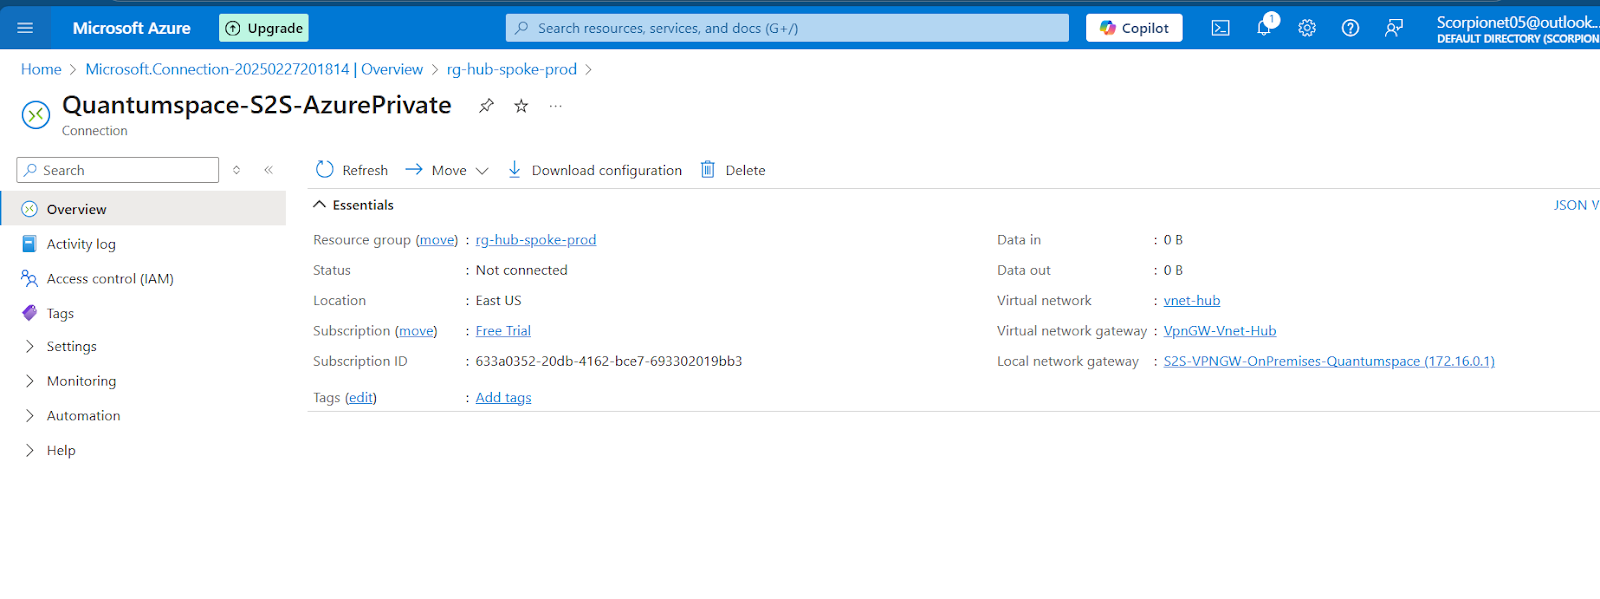 Microsoft Azure
Upgrade
Search resources, services, and docs (G+/)
Copilot
1
Scorpionet05@outlook....
DEFAULT DIRECTORY (SCORPION
Home > Microsoft.Connection-20250227201814 | Overview > rg-hub-spoke-prod >
Quantumspace-S2S-AzurePrivate
Connection
Search
Refresh
Move
Download configuration
Delete
Overview
Activity log
Access control (IAM)
Tags
Settings
Monitoring
Automation
Help
Essentials
JSON V
Resource group (move) : rg-hub-spoke-prod
Status : Not connected
Location : East US
Subscription (move) : Free Trial
Subscription ID : 633a0352-20db-4162-bce7-693302019bb3
Tags (edit) : Add tags
Data in : 0 B
Data out : 0 B
Virtual network : vnet-hub
Virtual network gateway : VpnGW-Vnet-Hub
Local network gateway : S2S-VPNGW-OnPremises-Quantumspace (172.16.0.1)